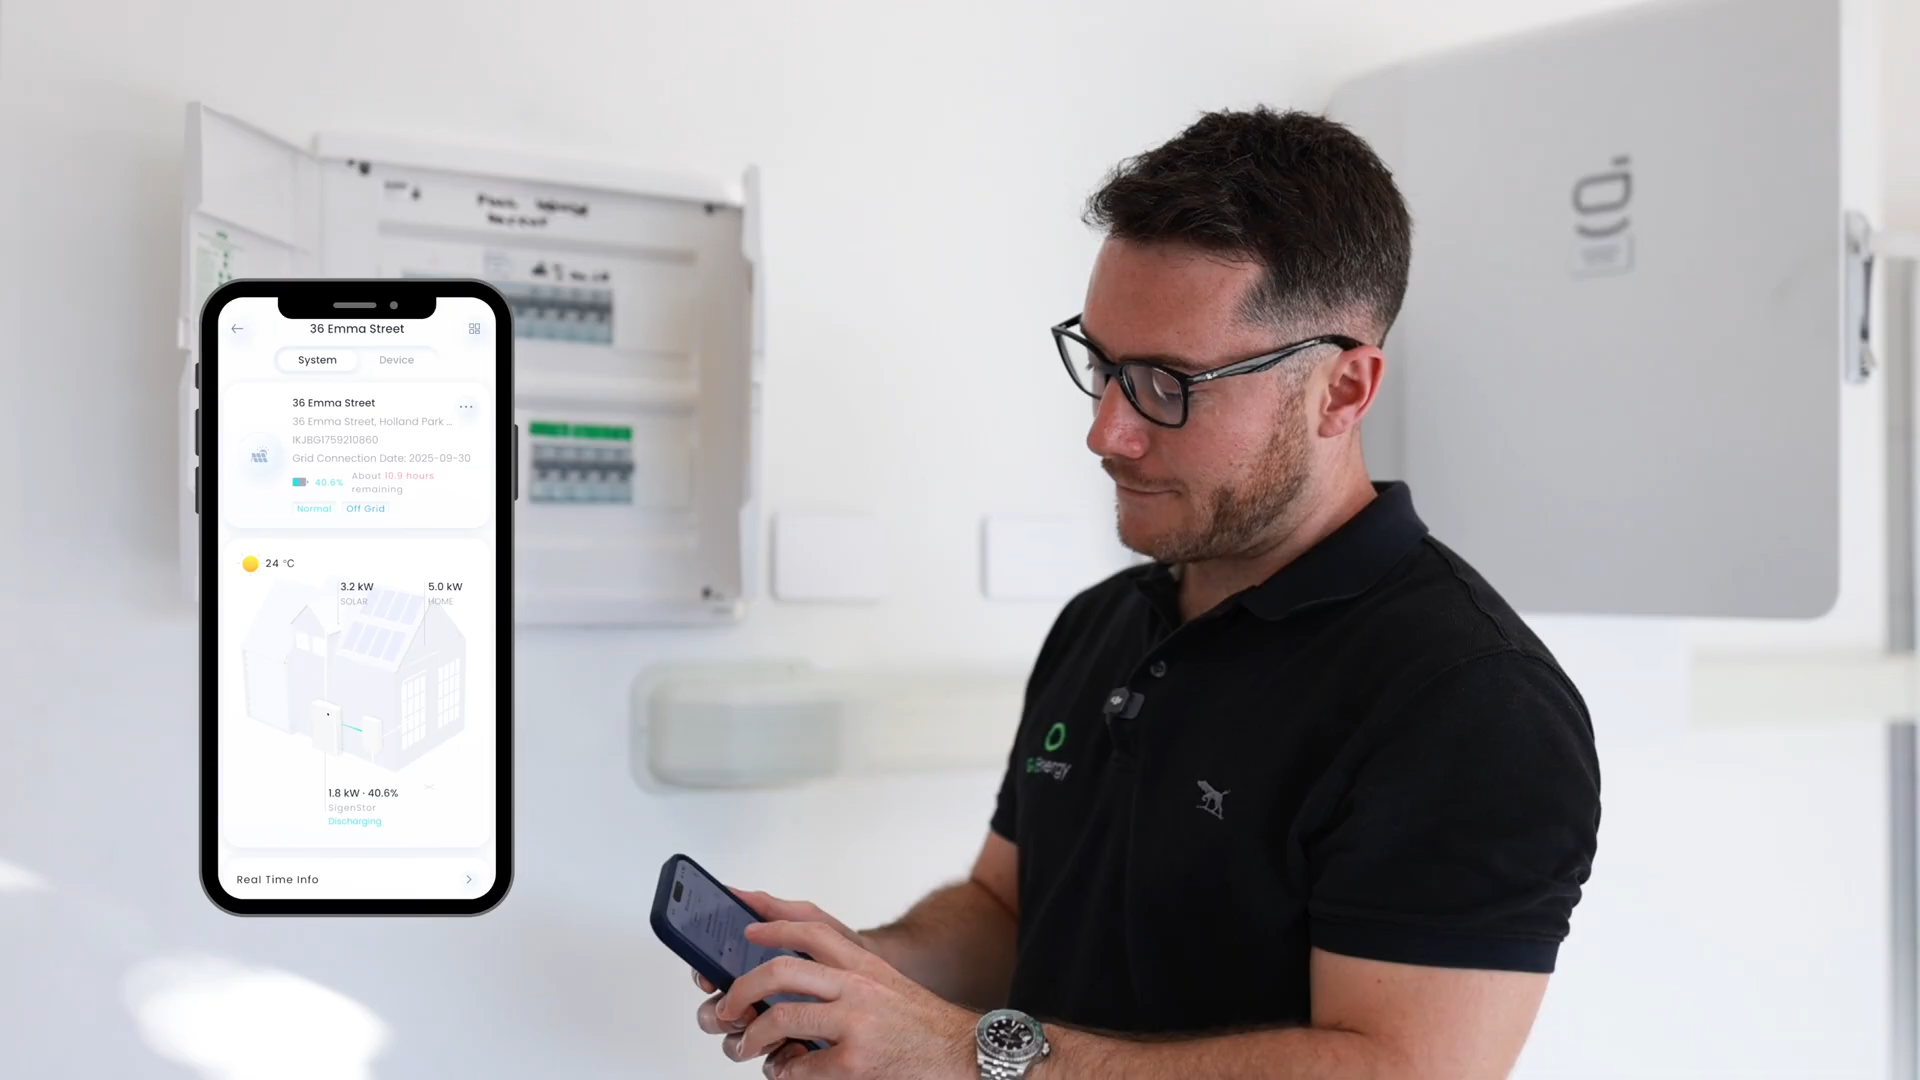 36 Emma Street
System
Device
36 Emma Street
36 Emma Street, Holland Park ...
IKJBG1759210860
Grid Connection Date: 2025-09-30
40.6%
About 10.9 hours
remaining
Normal
Off Grid
24 °C
3.2 kW
5.0 kW
SOLAR
HOME
1.8 kW · 40.6%
SigenStor
Discharging
Real Time Info
Energy